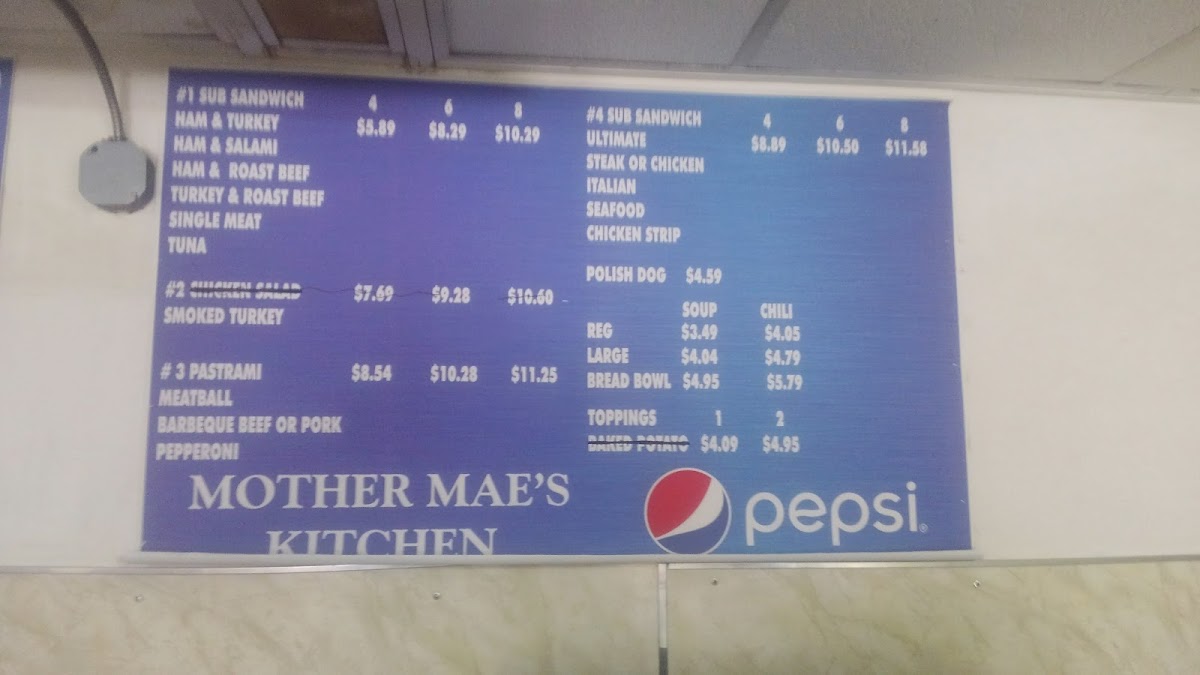 #1 SUB SANDWICH 4 6 8
HAM & TURKEY $5.89 $8.29 $10.29
HAM & SALAMI
HAM & ROAST BEEF
TURKEY & ROAST BEEF
SINGLE MEAT
TUNA
#2 CHICKEN SALAD $7.69 $9.28 $10.60
SMOKED TURKEY
# 3 PASTRAMI $8.54 $10.28 $11.25
MEATBALL
BARBEQUE BEEF OR PORK
PEPPERONI
MOTHER MAE'S
KITCHEN
#4 SUB SANDWICH 4 6 8
ULTIMATE $8.89 $10.50 $11.58
STEAK OR CHICKEN
ITALIAN
SEAFOOD
CHICKEN STRIP
POLISH DOG $4.59
SOUP CHILI
REG $3.49 $4.05
LARGE $4.04 $4.79
BREAD BOWL $4.95 $5.79
TOPPINGS 1 2
BAKED POTATO $4.09 $4.95
pepsi